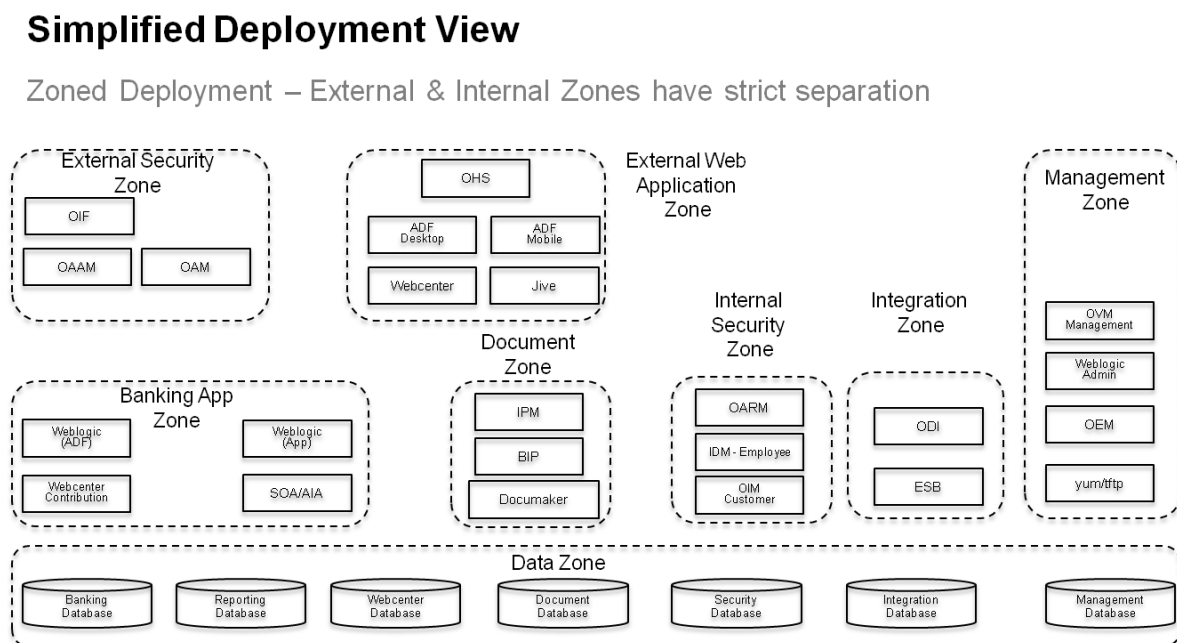 Simplified Deployment View
Zoned Deployment – External & Internal Zones have strict separation
External Security
Zone
OIF
OAAM
OAM
OHS
ADF
Desktop
ADF
Mobile
Webcenter
Jive
External Web
Application
Zone
Management
Zone
OVM
Management
Weblogic
Admin
OEM
yum/tftp
Banking App
Zone
Weblogic
(ADF)
Weblogic
(App)
Webcenter
Contribution
SOA/AIA
Document
Zone
IPM
BIP
Documaker
Internal
Security
Zone
OARM
IDM - Employee
OIM
Customer
Integration
Zone
ODI
ESB
Data Zone
Banking
Database
Reporting
Database
Webcenter
Database
Document
Database
Security
Database
Integration
Database
Management
Database